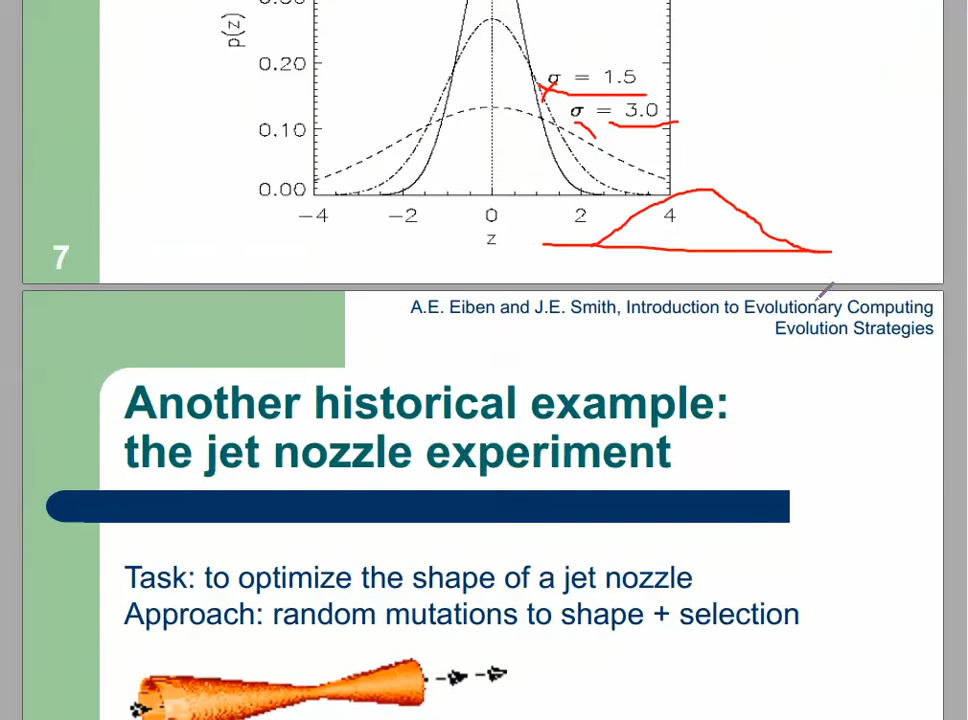 p(z)
0.20
0.10
0.00
σ = 1.5
σ = 3.0
−4 −2 0 2 4
z
7
A.E. Eiben and J.E. Smith, Introduction to Evolutionary Computing
Evolution Strategies
Another historical example:
the jet nozzle experiment
Task: to optimize the shape of a jet nozzle
Approach: random mutations to shape + selection